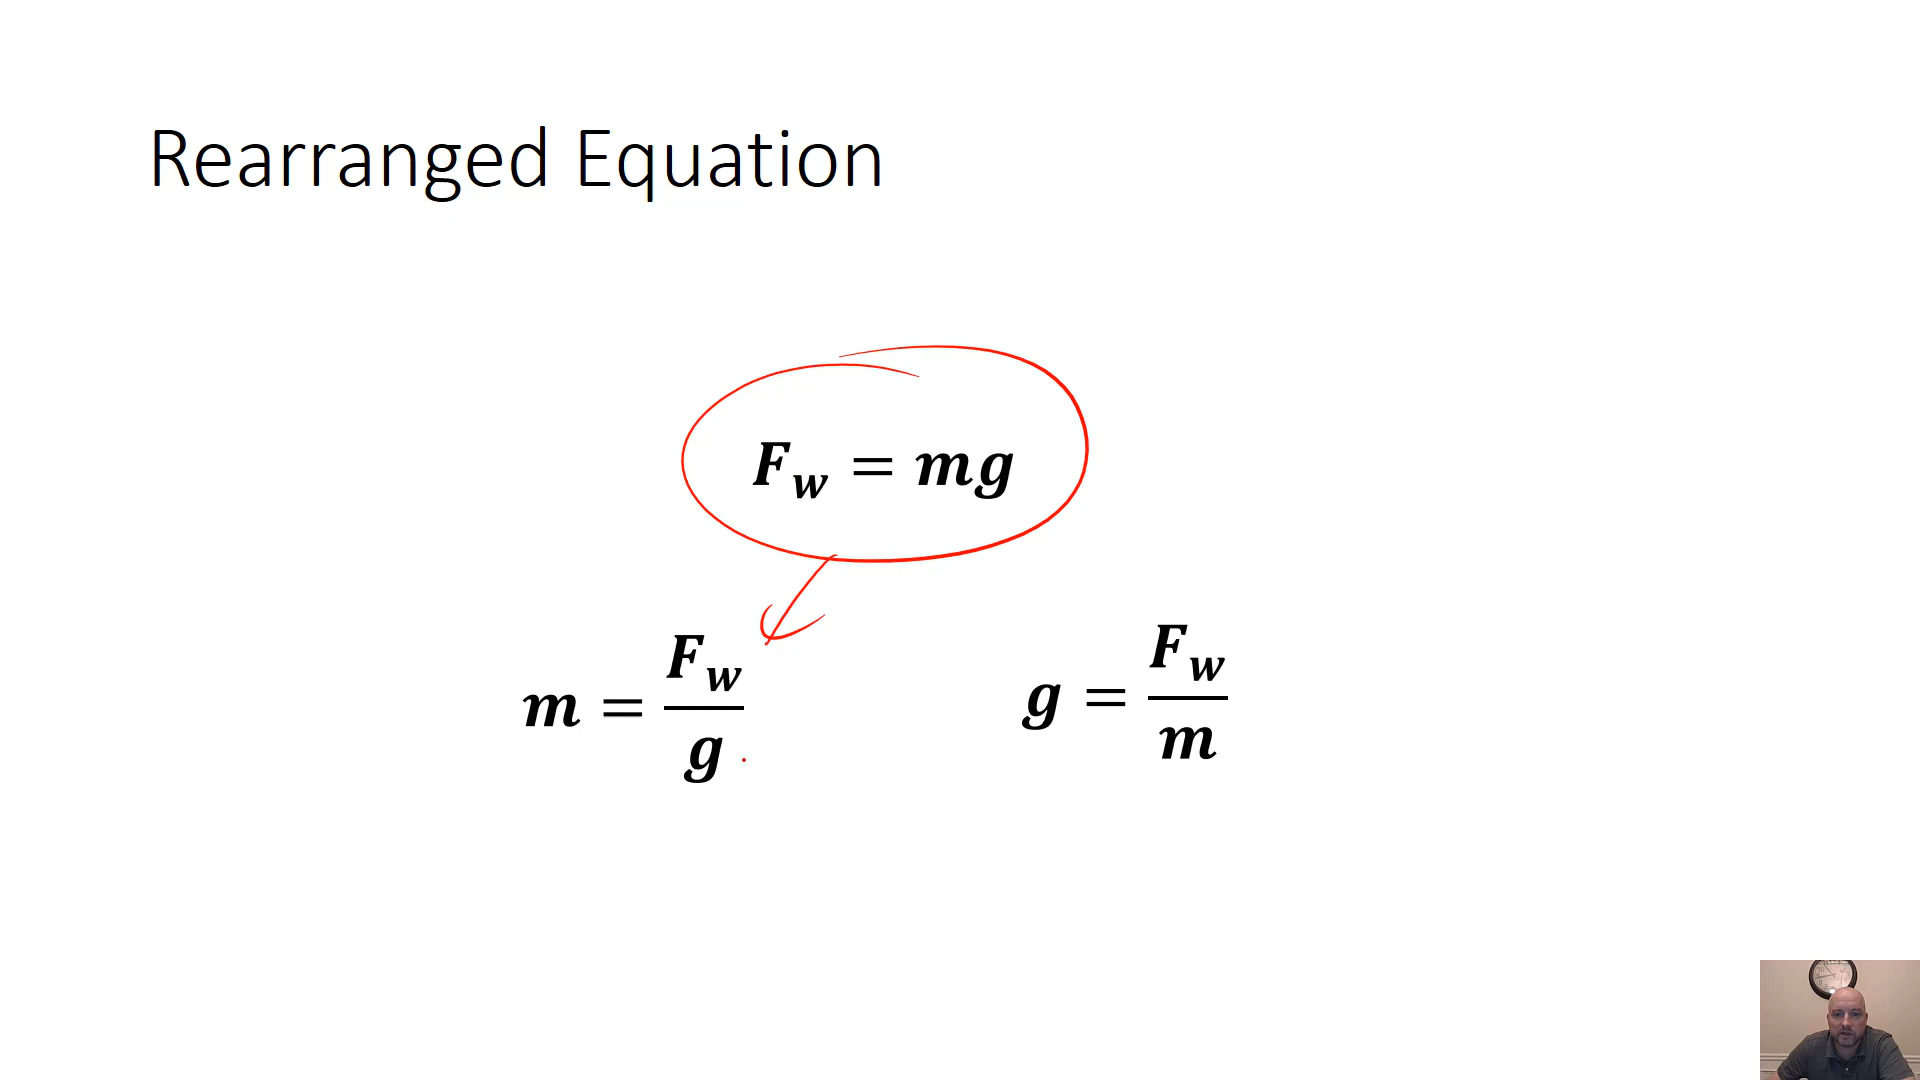 Rearranged Equation
F_w = mg
m = F_w / g
g = F_w / m